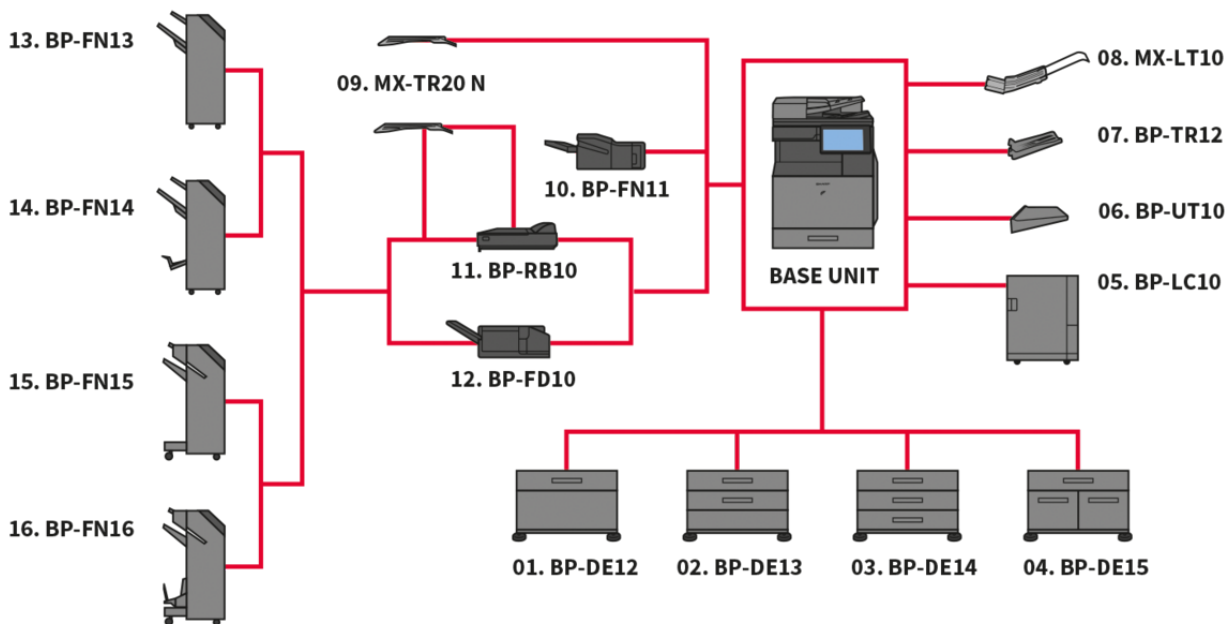 13. BP-FN13
09. MX-TR20 N
08. MX-LT10
07. BP-TR12
14. BP-FN14
10. BP-FN11
06. BP-UT10
11. BP-RB10
BASE UNIT
05. BP-LC10
15. BP-FN15
12. BP-FD10
16. BP-FN16
01. BP-DE12
02. BP-DE13
03. BP-DE14
04. BP-DE15